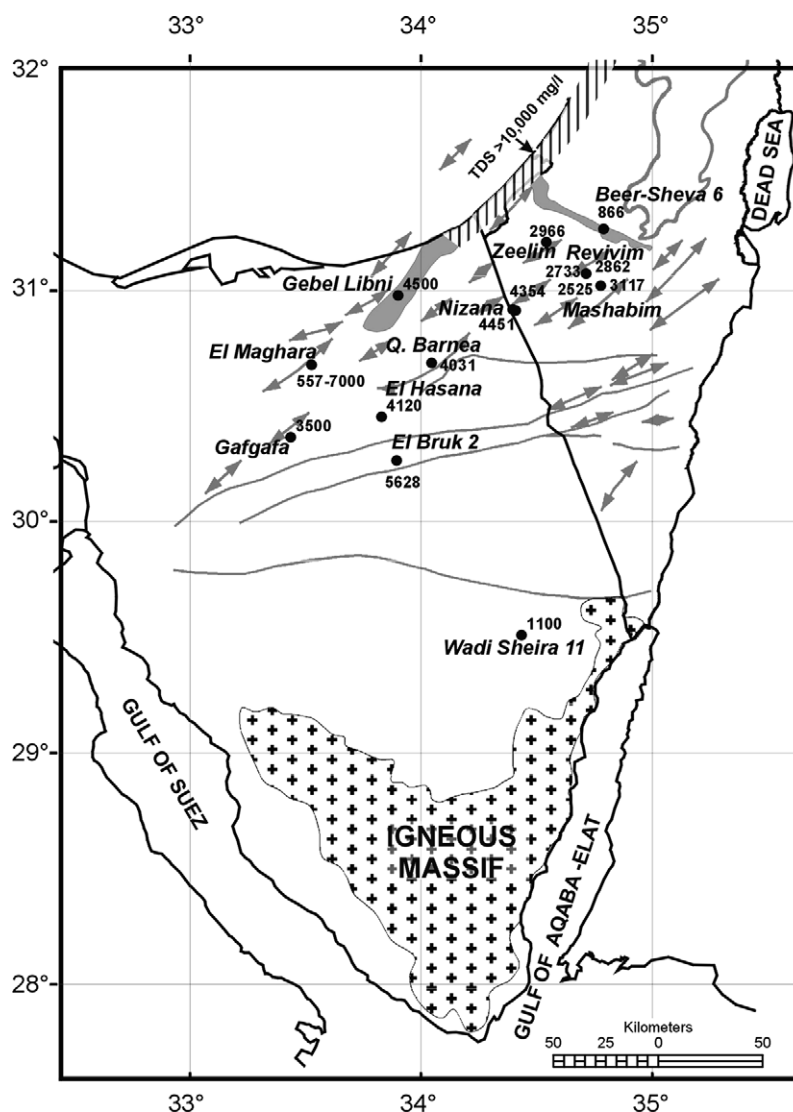 33° 34° 35°
32°
TDS >10,000 mg/l
DEAD SEA
Beer-Sheva 6
866
2966
Zeelim Revivim
31°
2733 2862
Gebel Libni 4500
4354 2525 3117
Nizana Mashabim
4451
El Maghara Q. Barnea
557-7000 4031
El Hasana
4120
3500
Gafgafa El Bruk 2
5628
30°
1100
Wadi Sheira 11
29°
GULF OF SUEZ
IGNEOUS
MASSIF
GULF OF AQABA -ELAT
28°
Kilometers
50 25 0 50
33° 34° 35°